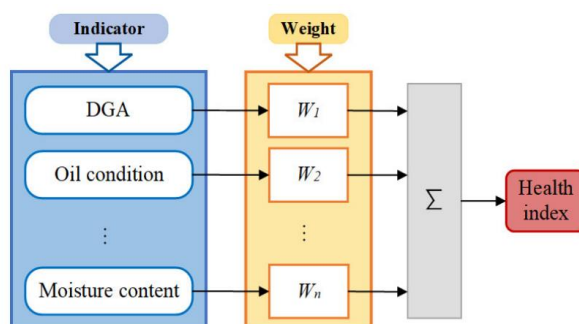 Indicator
Weight
DGA
W1
Oil condition
W2
⋮
⋮
Moisture content
Wn
Σ
Health
index